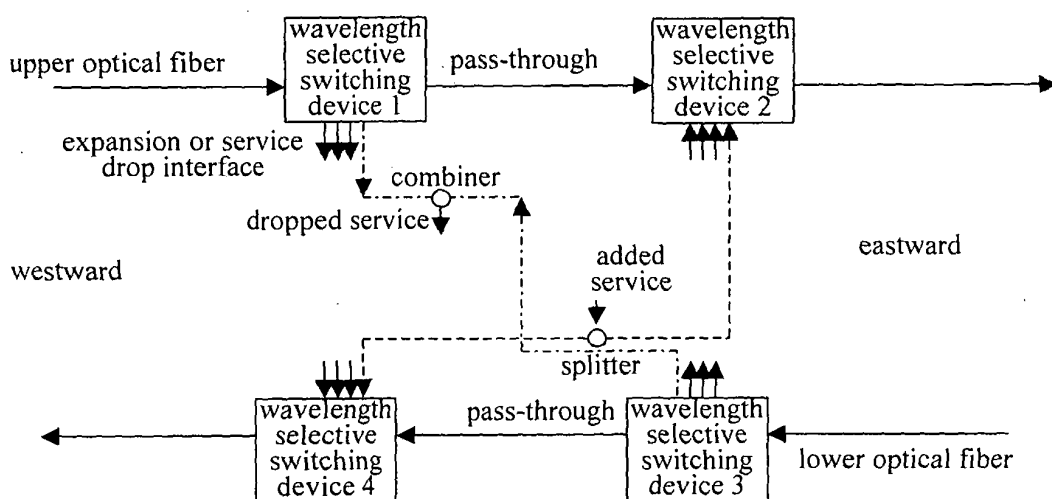 upper optical fiber
wavelength
selective
switching
device 1
pass-through
wavelength
selective
switching
device 2
expansion or service
drop interface
combiner
dropped service
westward
added
service
eastward
splitter
wavelength
selective
switching
device 4
pass-through
wavelength
selective
switching
device 3
lower optical fiber